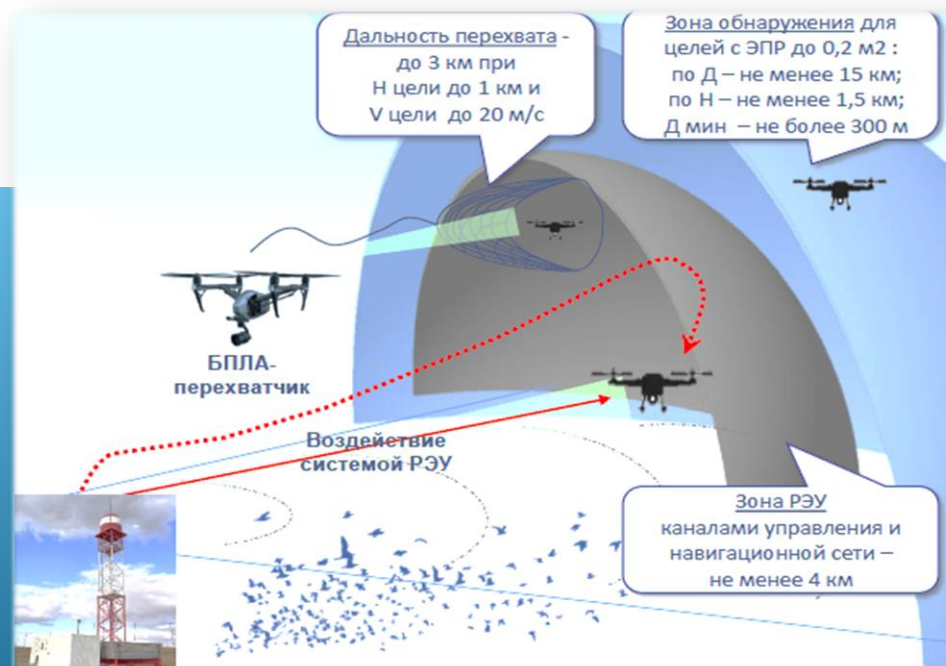 Дальность перехвата -
до 3 км при
Н цели до 1 км и
V цели до 20 м/с
Зона обнаружения для
целей с ЭПР до 0,2 м2 :
по Д – не менее 15 км;
по Н – не менее 1,5 км;
Д мин – не более 300 м
БПЛА-
перехватчик
Воздействие
системой РЭУ
Зона РЭУ
каналами управления и
навигационной сети –
не менее 4 км